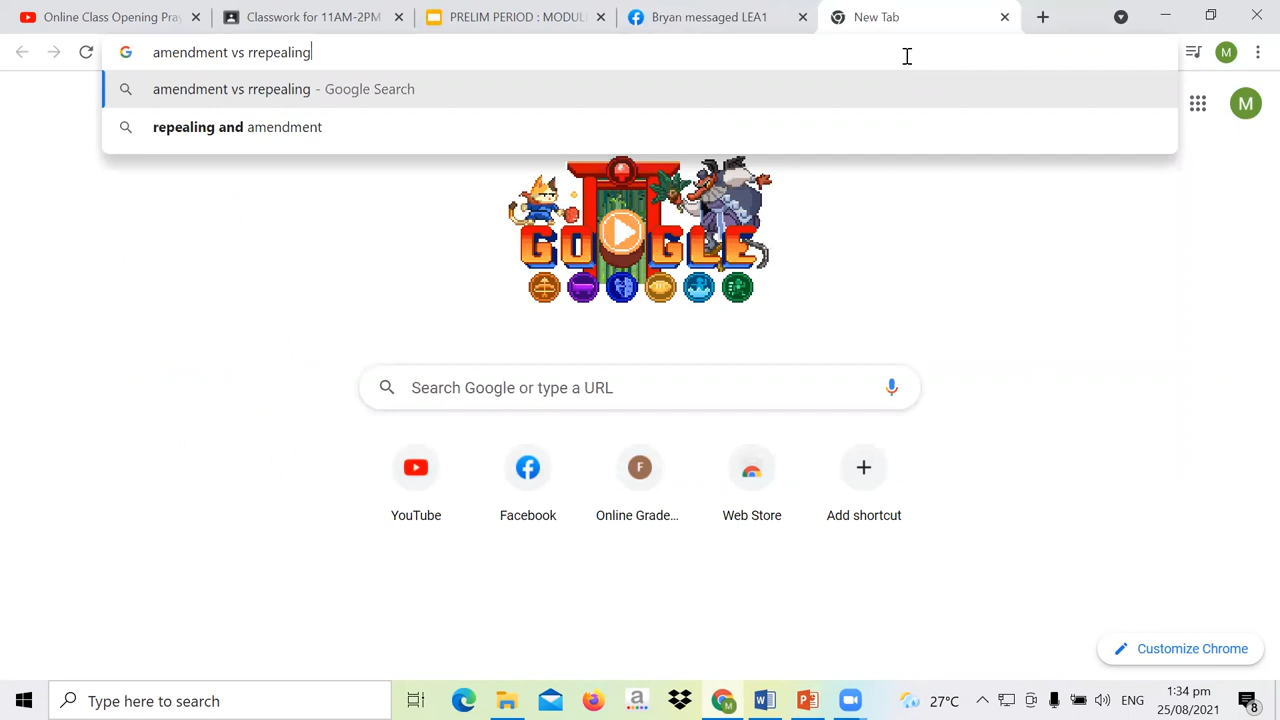 Online Class Opening Pray
Classwork for 11AM-2PM
PRELIM PERIOD : MODUL
Bryan messaged LEA1
New Tab
amendment vs rrepealing
M
amendment vs rrepealing - Google Search
repealing and amendment
M
GOOGLE
Search Google or type a URL
F
YouTube
Facebook
Online Grade...
Web Store
Add shortcut
Customize Chrome
Type here to search
a
27°C
ENG
1:34 pm
25/08/2021
8